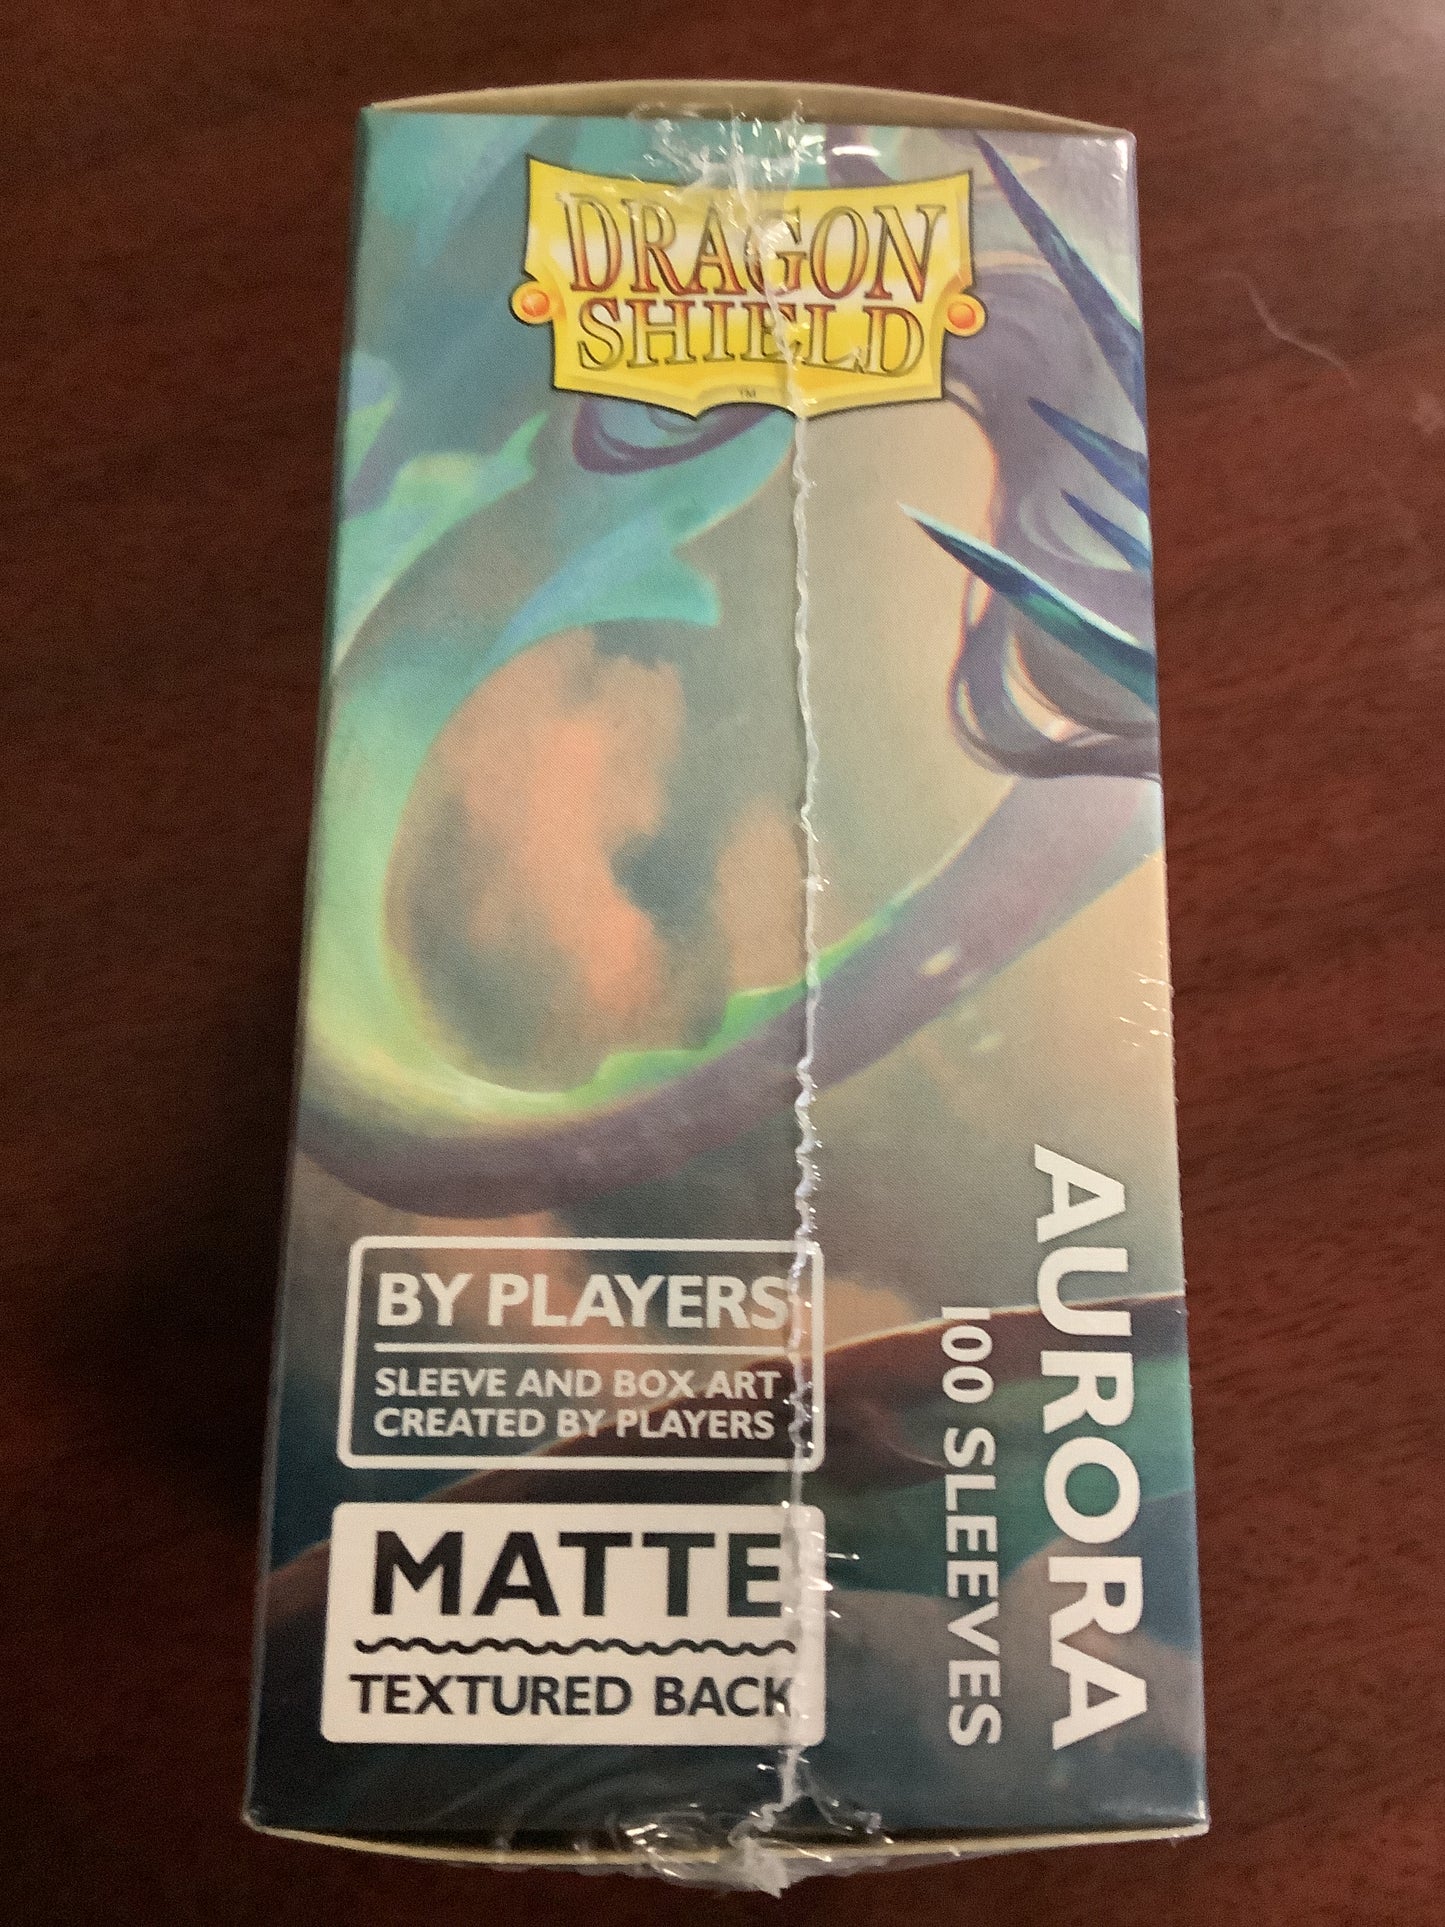 DRAGON
SHIELD
TM
BY PLAYERS
SLEEVE AND BOX ART
CREATED BY PLAYERS
MATTE
TEXTURED BACK
AURORA
100 SLEEVES